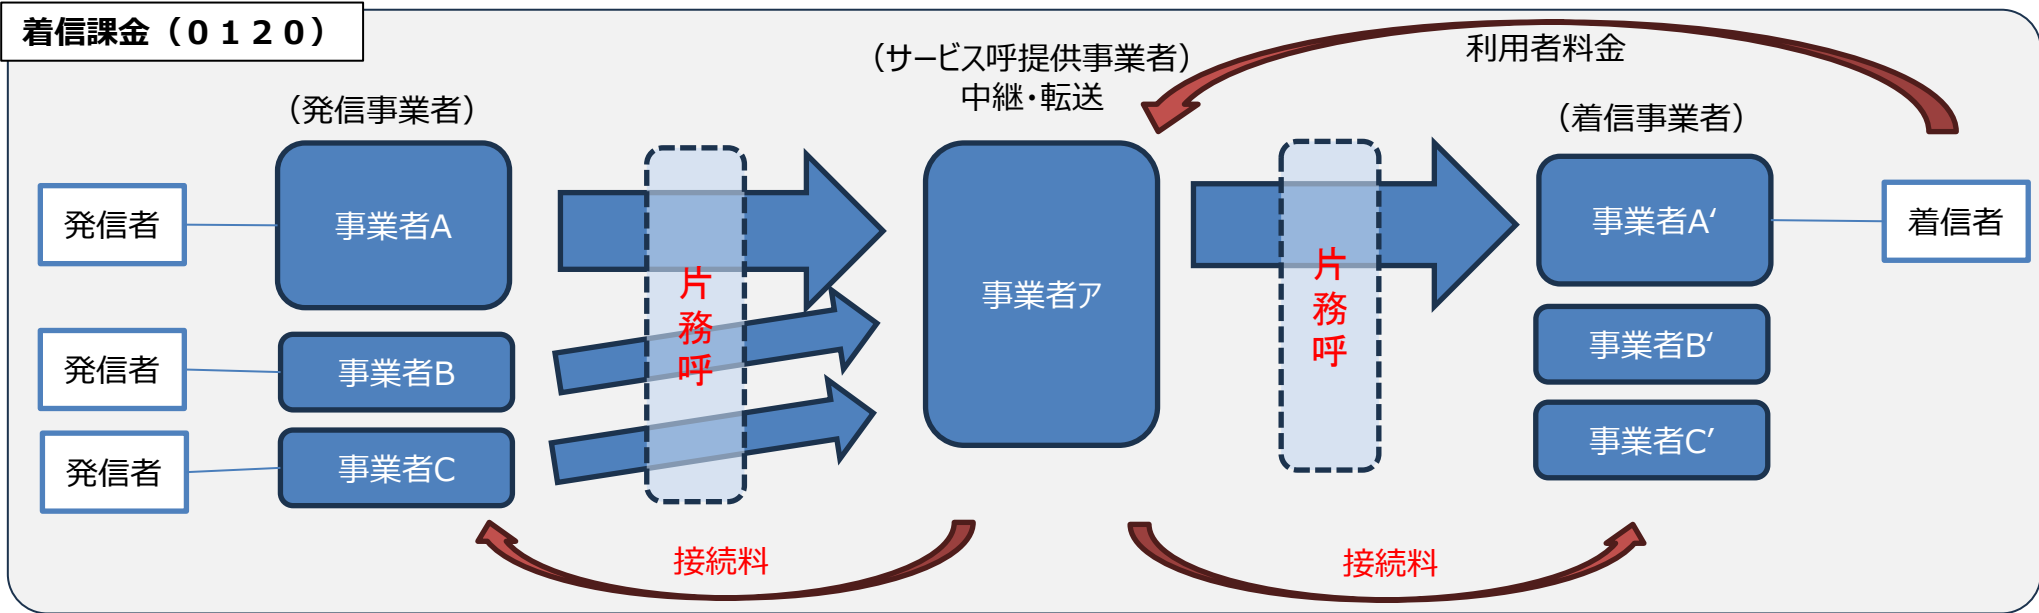 着信課金（０１２０）
（発信事業者）
（サービス呼提供事業者）
中継・転送
利用者料金
（着信事業者）
発信者
事業者A
発信者
事業者B
発信者
事業者C
片務呼
事業者ア
片務呼
事業者A‘
着信者
事業者B‘
事業者C’
接続料
接続料